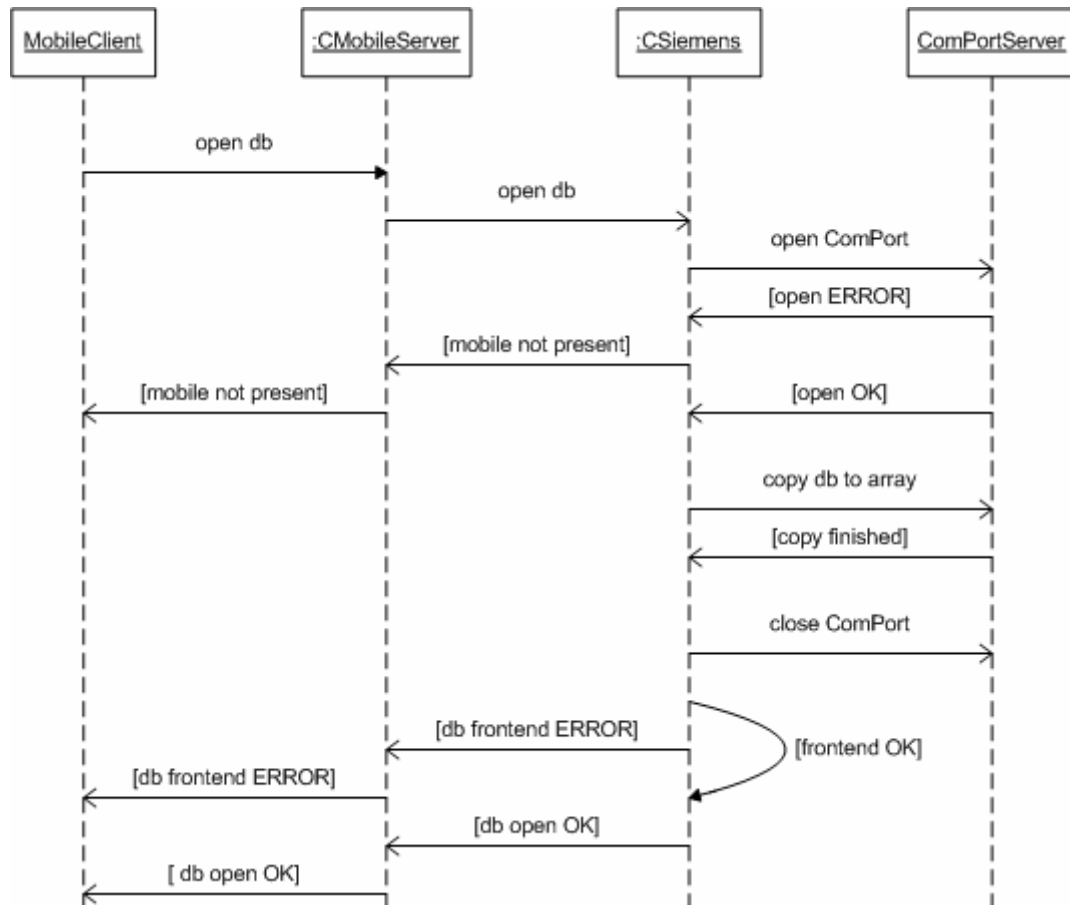 MobileClient
:CMobileServer
:CSiemens
ComPortServer
open db
open db
open ComPort
[open ERROR]
[mobile not present]
[mobile not present]
[open OK]
copy db to array
[copy finished]
close ComPort
[db frontend ERROR]
[frontend OK]
[db frontend ERROR]
[db open OK]
[ db open OK]